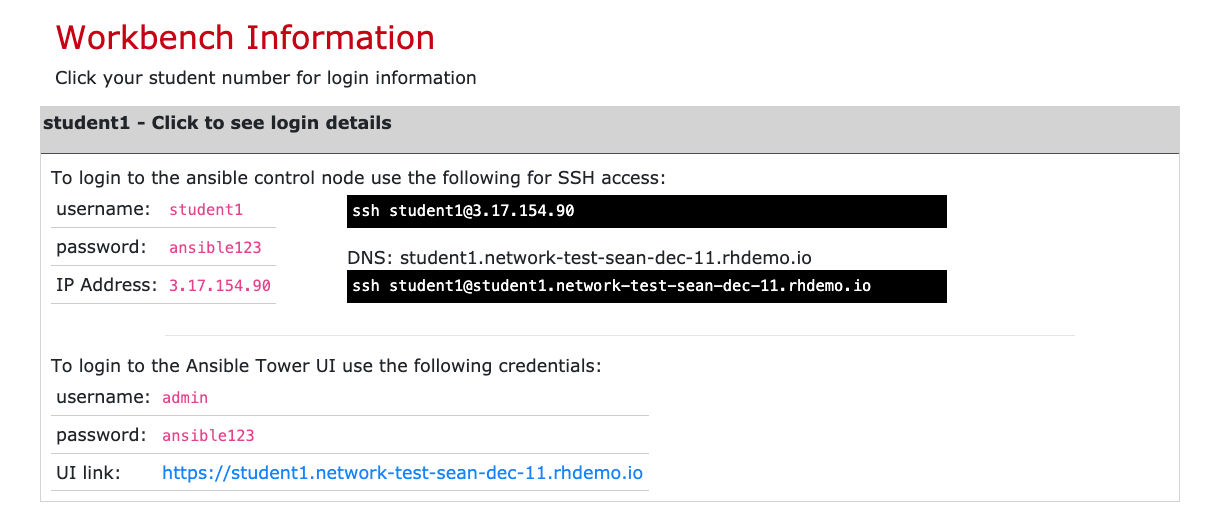 Workbench Information
Click your student number for login information
student1 - Click to see login details
To login to the ansible control node use the following for SSH access:
username: student1
password: ansible123
IP Address: 3.17.154.90
ssh student1@3.17.154.90
DNS: student1.network-test-sean-dec-11.rhdemo.io
ssh student1@student1.network-test-sean-dec-11.rhdemo.io
To login to the Ansible Tower UI use the following credentials:
username: admin
password: ansible123
UI link: https://student1.network-test-sean-dec-11.rhdemo.io